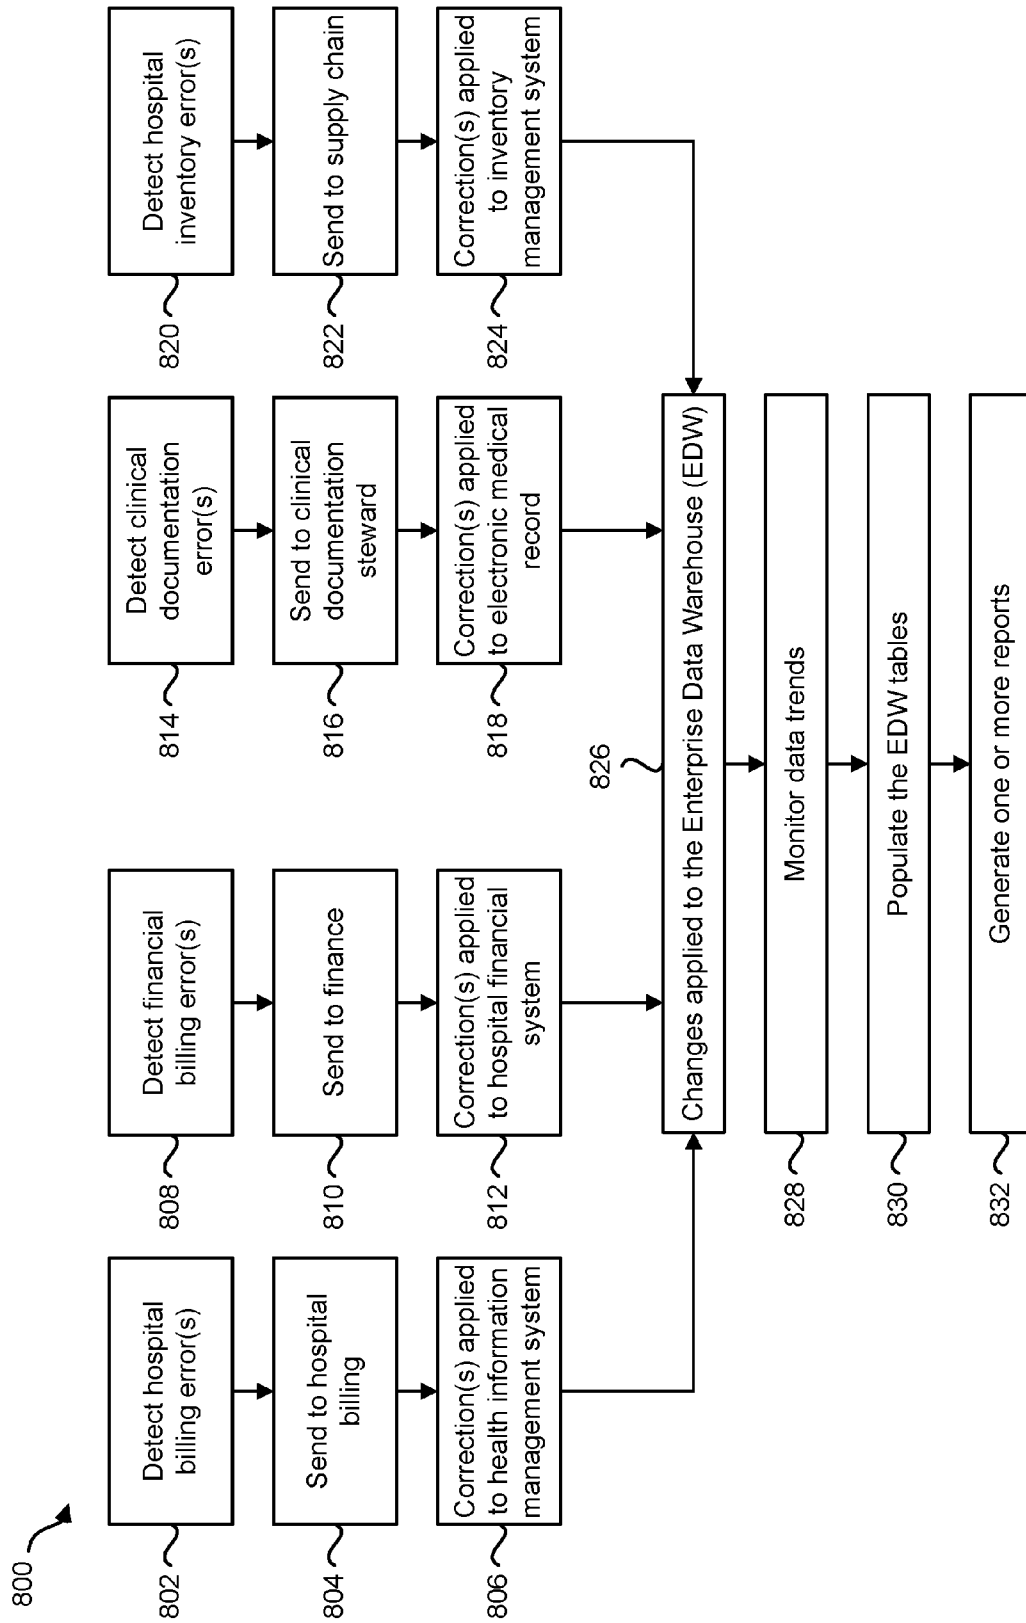 800
802
Detect hospital
billing error(s)
804
Send to hospital
billing
806
Correction(s) applied
to health information
management system
808
Detect financial
billing error(s)
810
Send to finance
812
Correction(s) applied
to hospital financial
system
814
Detect clinical
documentation
error(s)
816
Send to clinical
documentation
steward
818
Correction(s) applied
to electronic medical
record
820
Detect hospital
inventory error(s)
822
Send to supply chain
824
Correction(s) applied
to inventory
management system
826
Changes applied to the Enterprise Data Warehouse (EDW)
828
Monitor data trends
830
Populate the EDW tables
832
Generate one or more reports